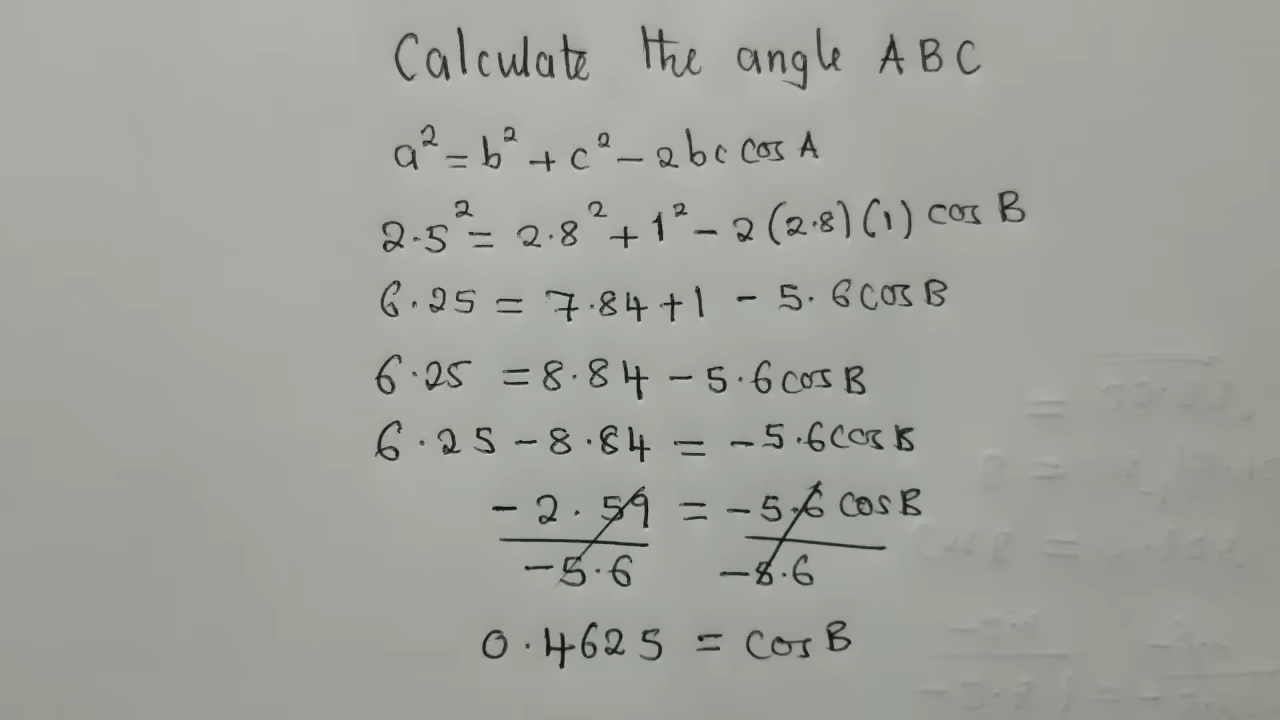 Calculate the angle ABC
a² = b² + c² - 2bc cos A
2.5² = 2.8² + 1² - 2(2.8)(1) cos B
6.25 = 7.84 + 1 - 5.6 cos B
6.25 = 8.84 - 5.6 cos B
6.25 - 8.84 = -5.6 cos B
-2.59 = -5.6 cos B
-5.6 -5.6
0.4625 = cos B